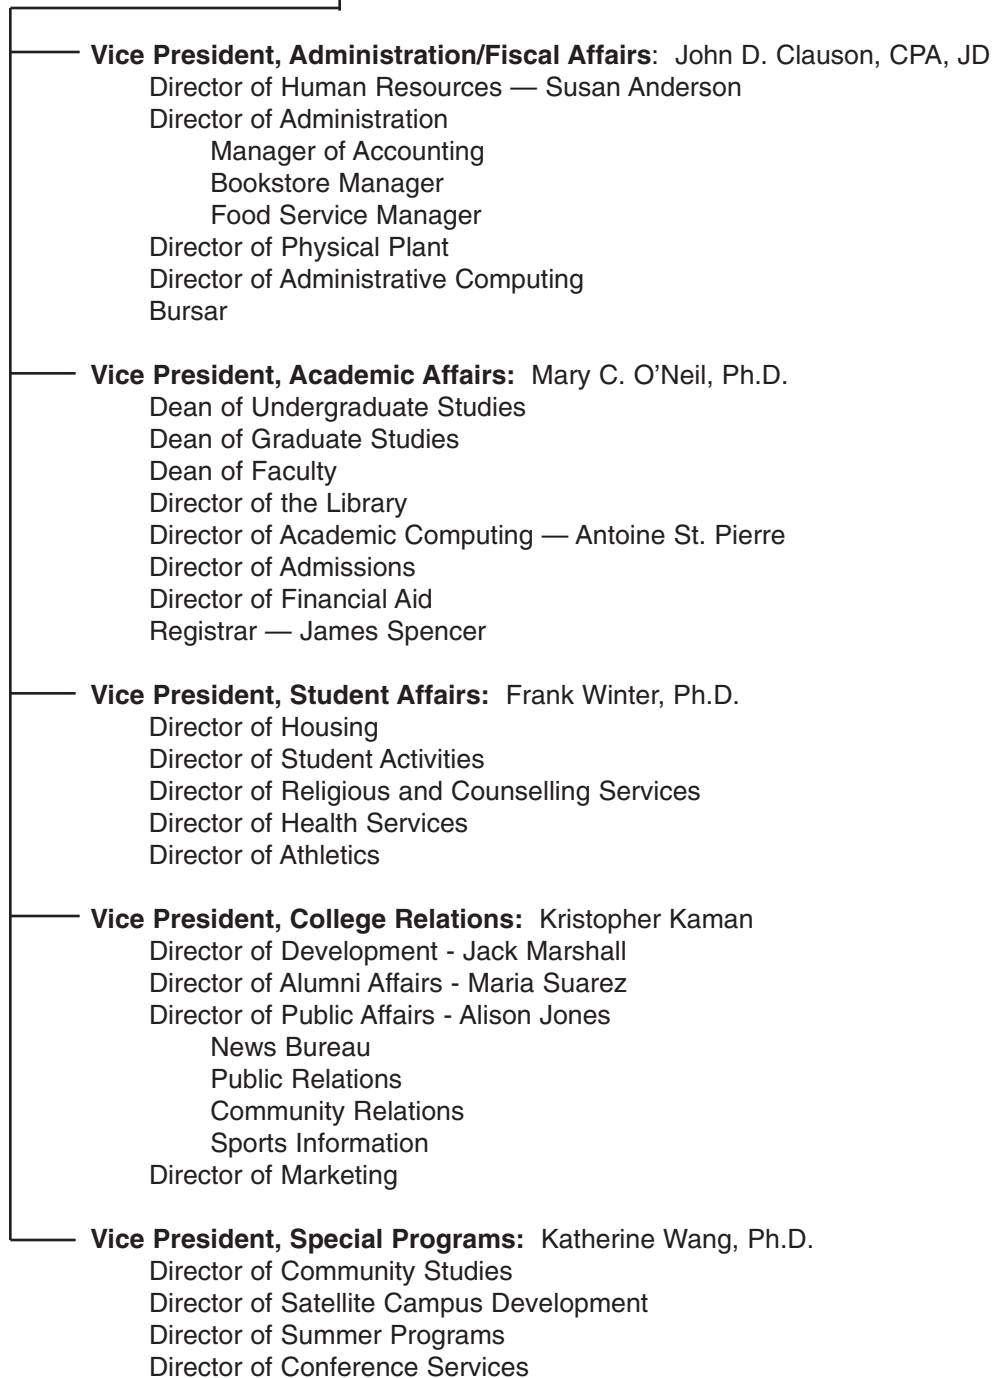 Vice President, Administration/Fiscal Affairs: John D. Clauson, CPA, JD
Director of Human Resources — Susan Anderson
Director of Administration
Manager of Accounting
Bookstore Manager
Food Service Manager
Director of Physical Plant
Director of Administrative Computing
Bursar
Vice President, Academic Affairs: Mary C. O’Neil, Ph.D.
Dean of Undergraduate Studies
Dean of Graduate Studies
Dean of Faculty
Director of the Library
Director of Academic Computing — Antoine St. Pierre
Director of Admissions
Director of Financial Aid
Registrar — James Spencer
Vice President, Student Affairs: Frank Winter, Ph.D.
Director of Housing
Director of Student Activities
Director of Religious and Counselling Services
Director of Health Services
Director of Athletics
Vice President, College Relations: Kristopher Kaman
Director of Development - Jack Marshall
Director of Alumni Affairs - Maria Suarez
Director of Public Affairs - Alison Jones
News Bureau
Public Relations
Community Relations
Sports Information
Director of Marketing
Vice President, Special Programs: Katherine Wang, Ph.D.
Director of Community Studies
Director of Satellite Campus Development
Director of Summer Programs
Director of Conference Services